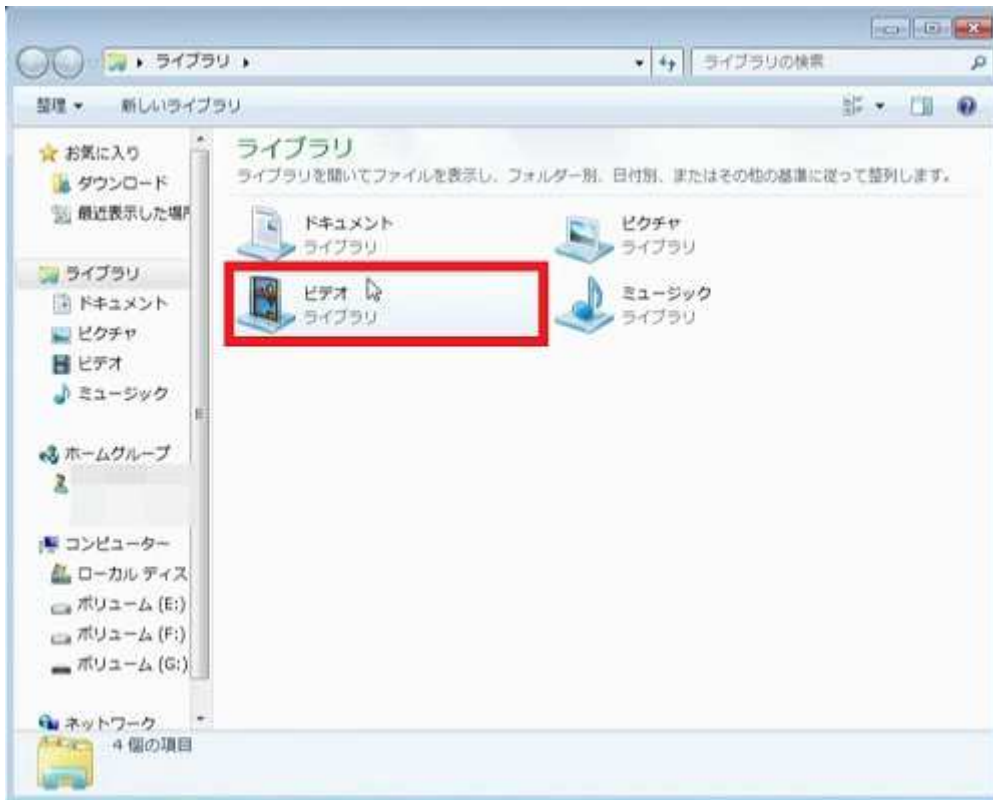 ライブラリ
ライブラリの検索
整理
新しいライブラリ
お気に入り
ダウンロード
最近表示した場所
ライブラリ
ドキュメント
ピクチャ
ビデオ
ミュージック
ホームグループ
コンピューター
ローカル ディス
ボリューム (E:)
ボリューム (F:)
ボリューム (G:)
ネットワーク
ライブラリ
ライブラリを開いてファイルを表示し、フォルダー別、日付別、またはその他の基準に従って整列します。
ドキュメント
ライブラリ
ピクチャ
ライブラリ
ビデオ
ライブラリ
ミュージック
ライブラリ
4 個の項目